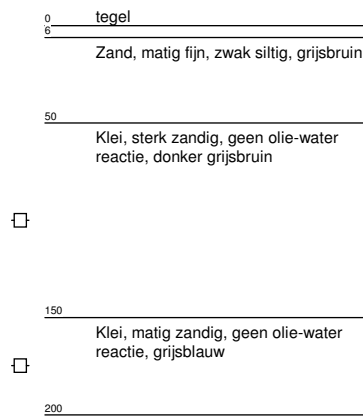 0 tegel
6
Zand, matig fijn, zwak siltig, grijsbruin
50
Klei, sterk zandig, geen olie-water
reactie, donker grijsbruin
150
Klei, matig zandig, geen olie-water
reactie, grijsblauw
200